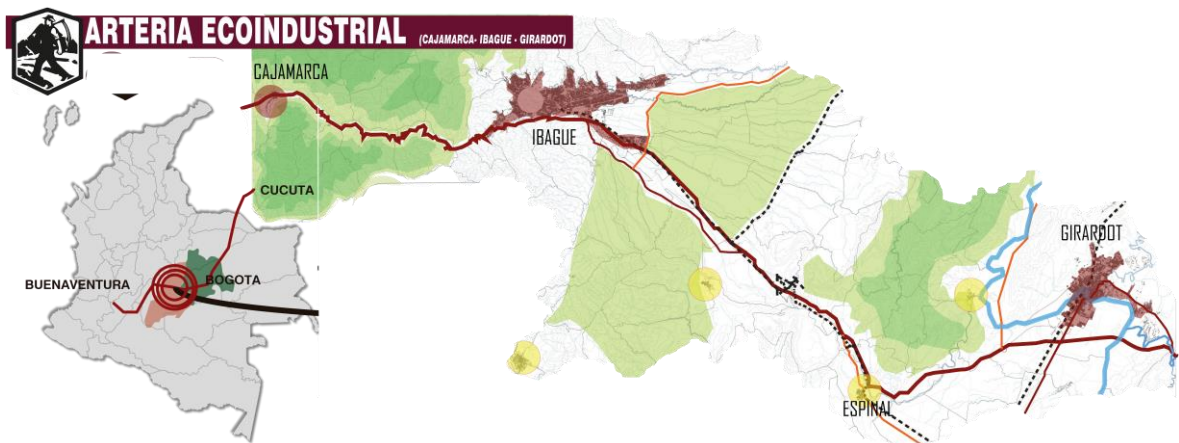 ARTERIA ECOINDUSTRIAL (CAJAMARCA- IBAGUE - GIRARDOT)
CAJAMARCA
IBAGUE
CUCUTA
GIRARDOT
BUENAVENTURA
BOGOTA
ESPINAL